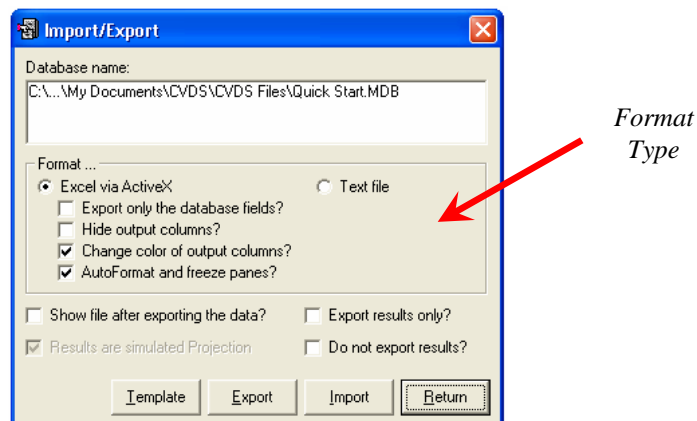 Import/Export
Database name:
C:\...\My Documents\CVDS\CVDS Files\Quick Start.MDB
Format
Type
Format ...
Excel via ActiveX
Text file
Export only the database fields?
Hide output columns?
Change color of output columns?
AutoFormat and freeze panes?
Show file after exporting the data?
Export results only?
Results are simulated Projection
Do not export results?
Template
Export
Import
Return